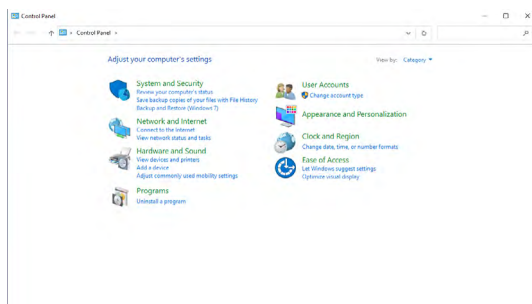 Control Panel
Control Panel
Adjust your computer's settings
View by: Category
System and Security
Review your computer's status
Save backup copies of your files with File History
Backup and Restore (Windows 7)
Network and Internet
Connect to the Internet
View network status and tasks
Hardware and Sound
View devices and printers
Add a device
Adjust commonly used mobility settings
Programs
Uninstall a program
User Accounts
Change account type
Appearance and Personalization
Clock and Region
Change date, time, or number formats
Ease of Access
Let Windows suggest settings
Optimize visual display